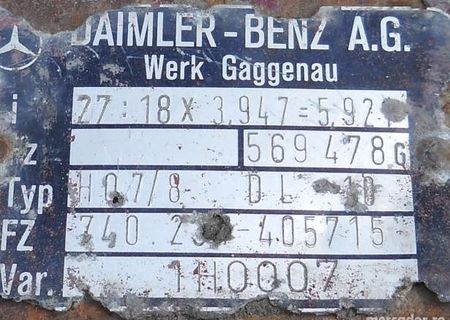 DAIMLER-BENZ A.G.
Werk Gaggenau
i 27:18 X 3.947=5.92
z 569 478 G
Typ H07/8 DL-10
FZ 740.2 -405715
Var. 1H0007